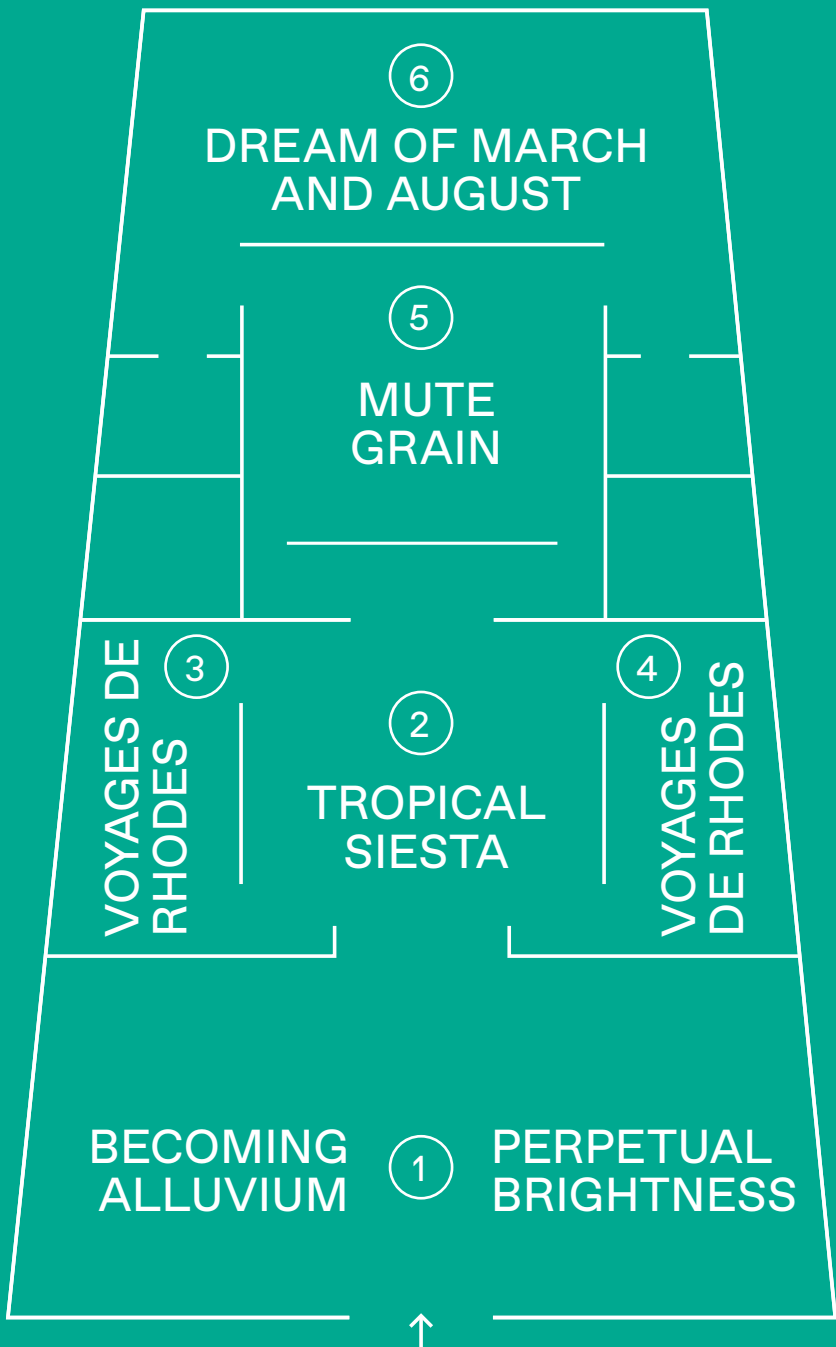 6
DREAM OF MARCH
AND AUGUST
5
MUTE
GRAIN
3
VOYAGES DE
RHODES
4
VOYAGES
DE RHODES
2
TROPICAL
SIESTA
BECOMING
ALLUVIUM
1
PERPETUAL
BRIGHTNESS